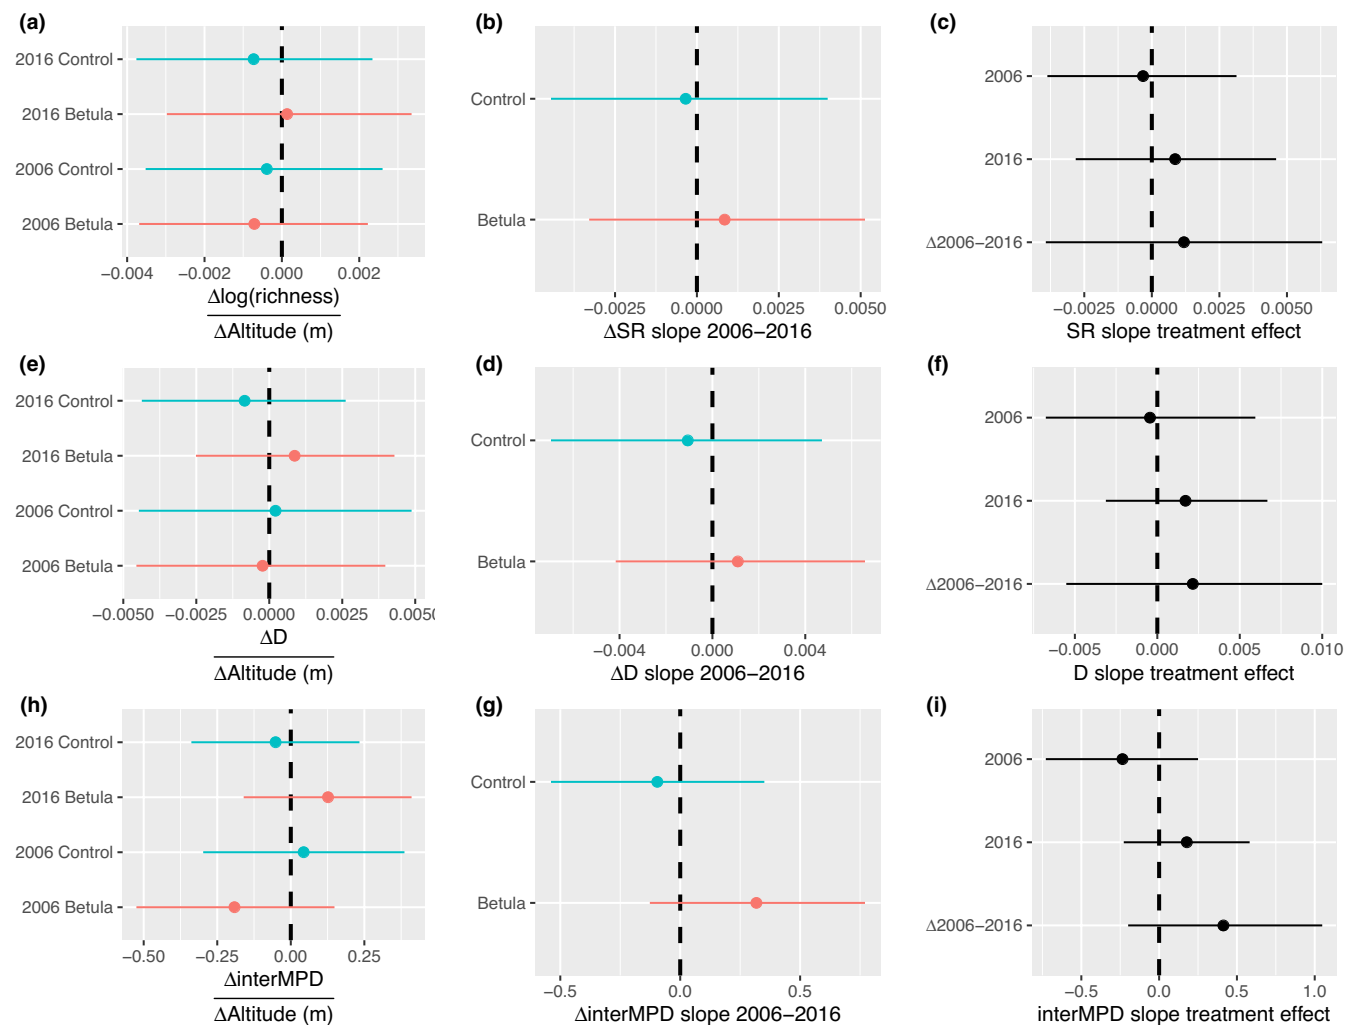 (a)
2016 Control
2016 Betula
2006 Control
2006 Betula
−0.004 −0.002 0.000 0.002
Δlog(richness)
ΔAltitude (m)
(b)
Control
Betula
−0.0025 0.0000 0.0025 0.0050
ΔSR slope 2006−2016
(c)
2006
2016
Δ2006−2016
−0.0025 0.0000 0.0025 0.0050
SR slope treatment effect
(e)
2016 Control
2016 Betula
2006 Control
2006 Betula
−0.0050 −0.0025 0.0000 0.0025 0.0050
ΔD
ΔAltitude (m)
(d)
Control
Betula
−0.004 0.000 0.004
ΔD slope 2006−2016
(f)
2006
2016
Δ2006−2016
−0.005 0.000 0.005 0.010
D slope treatment effect
(h)
2016 Control
2016 Betula
2006 Control
2006 Betula
−0.50 −0.25 0.00 0.25
ΔinterMPD
ΔAltitude (m)
(g)
Control
Betula
−0.5 0.0 0.5
ΔinterMPD slope 2006−2016
(i)
2006
2016
Δ2006−2016
−0.5 0.0 0.5 1.0
interMPD slope treatment effect